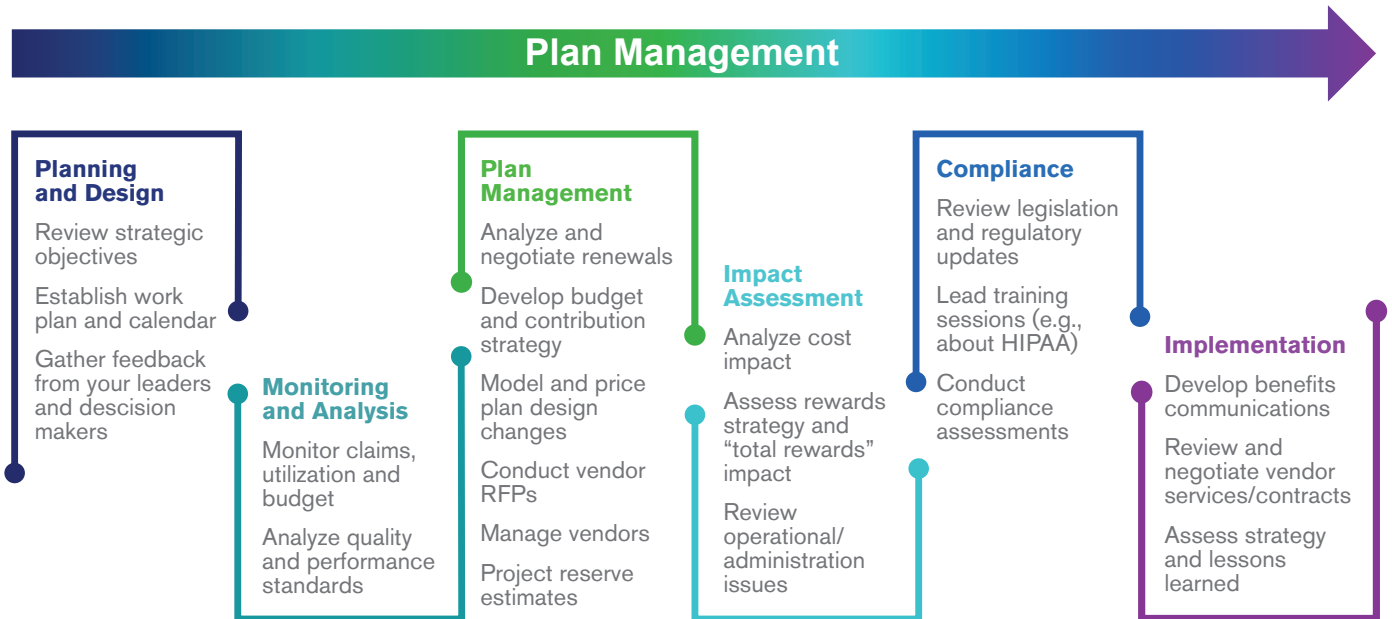 Plan Management
Planning
and Design
Review strategic
objectives
Establish work
plan and calendar
Gather feedback
from your leaders
and descision
makers
Monitoring
and Analysis
Monitor claims,
utilization and
budget
Analyze quality
and performance
standards
Plan
Management
Analyze and
negotiate renewals
Develop budget
and contribution
strategy
Model and price
plan design
changes
Conduct vendor
RFPs
Manage vendors
Project reserve
estimates
Impact
Assessment
Analyze cost
impact
Assess rewards
strategy and
“total rewards”
impact
Review
operational/
administration
issues
Compliance
Review legislation
and regulatory
updates
Lead training
sessions (e.g.,
about HIPAA)
Conduct
compliance
assessments
Implementation
Develop benefits
communications
Review and
negotiate vendor
services/contracts
Assess strategy
and lessons
learned